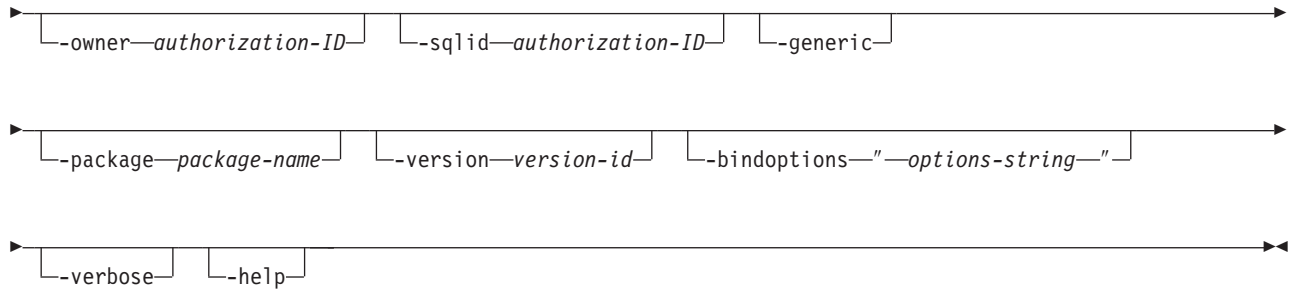 -owner authorization-ID -sqlid authorization-ID -generic
-package package-name -version version-id -bindoptions " options-string "
-verbose -help